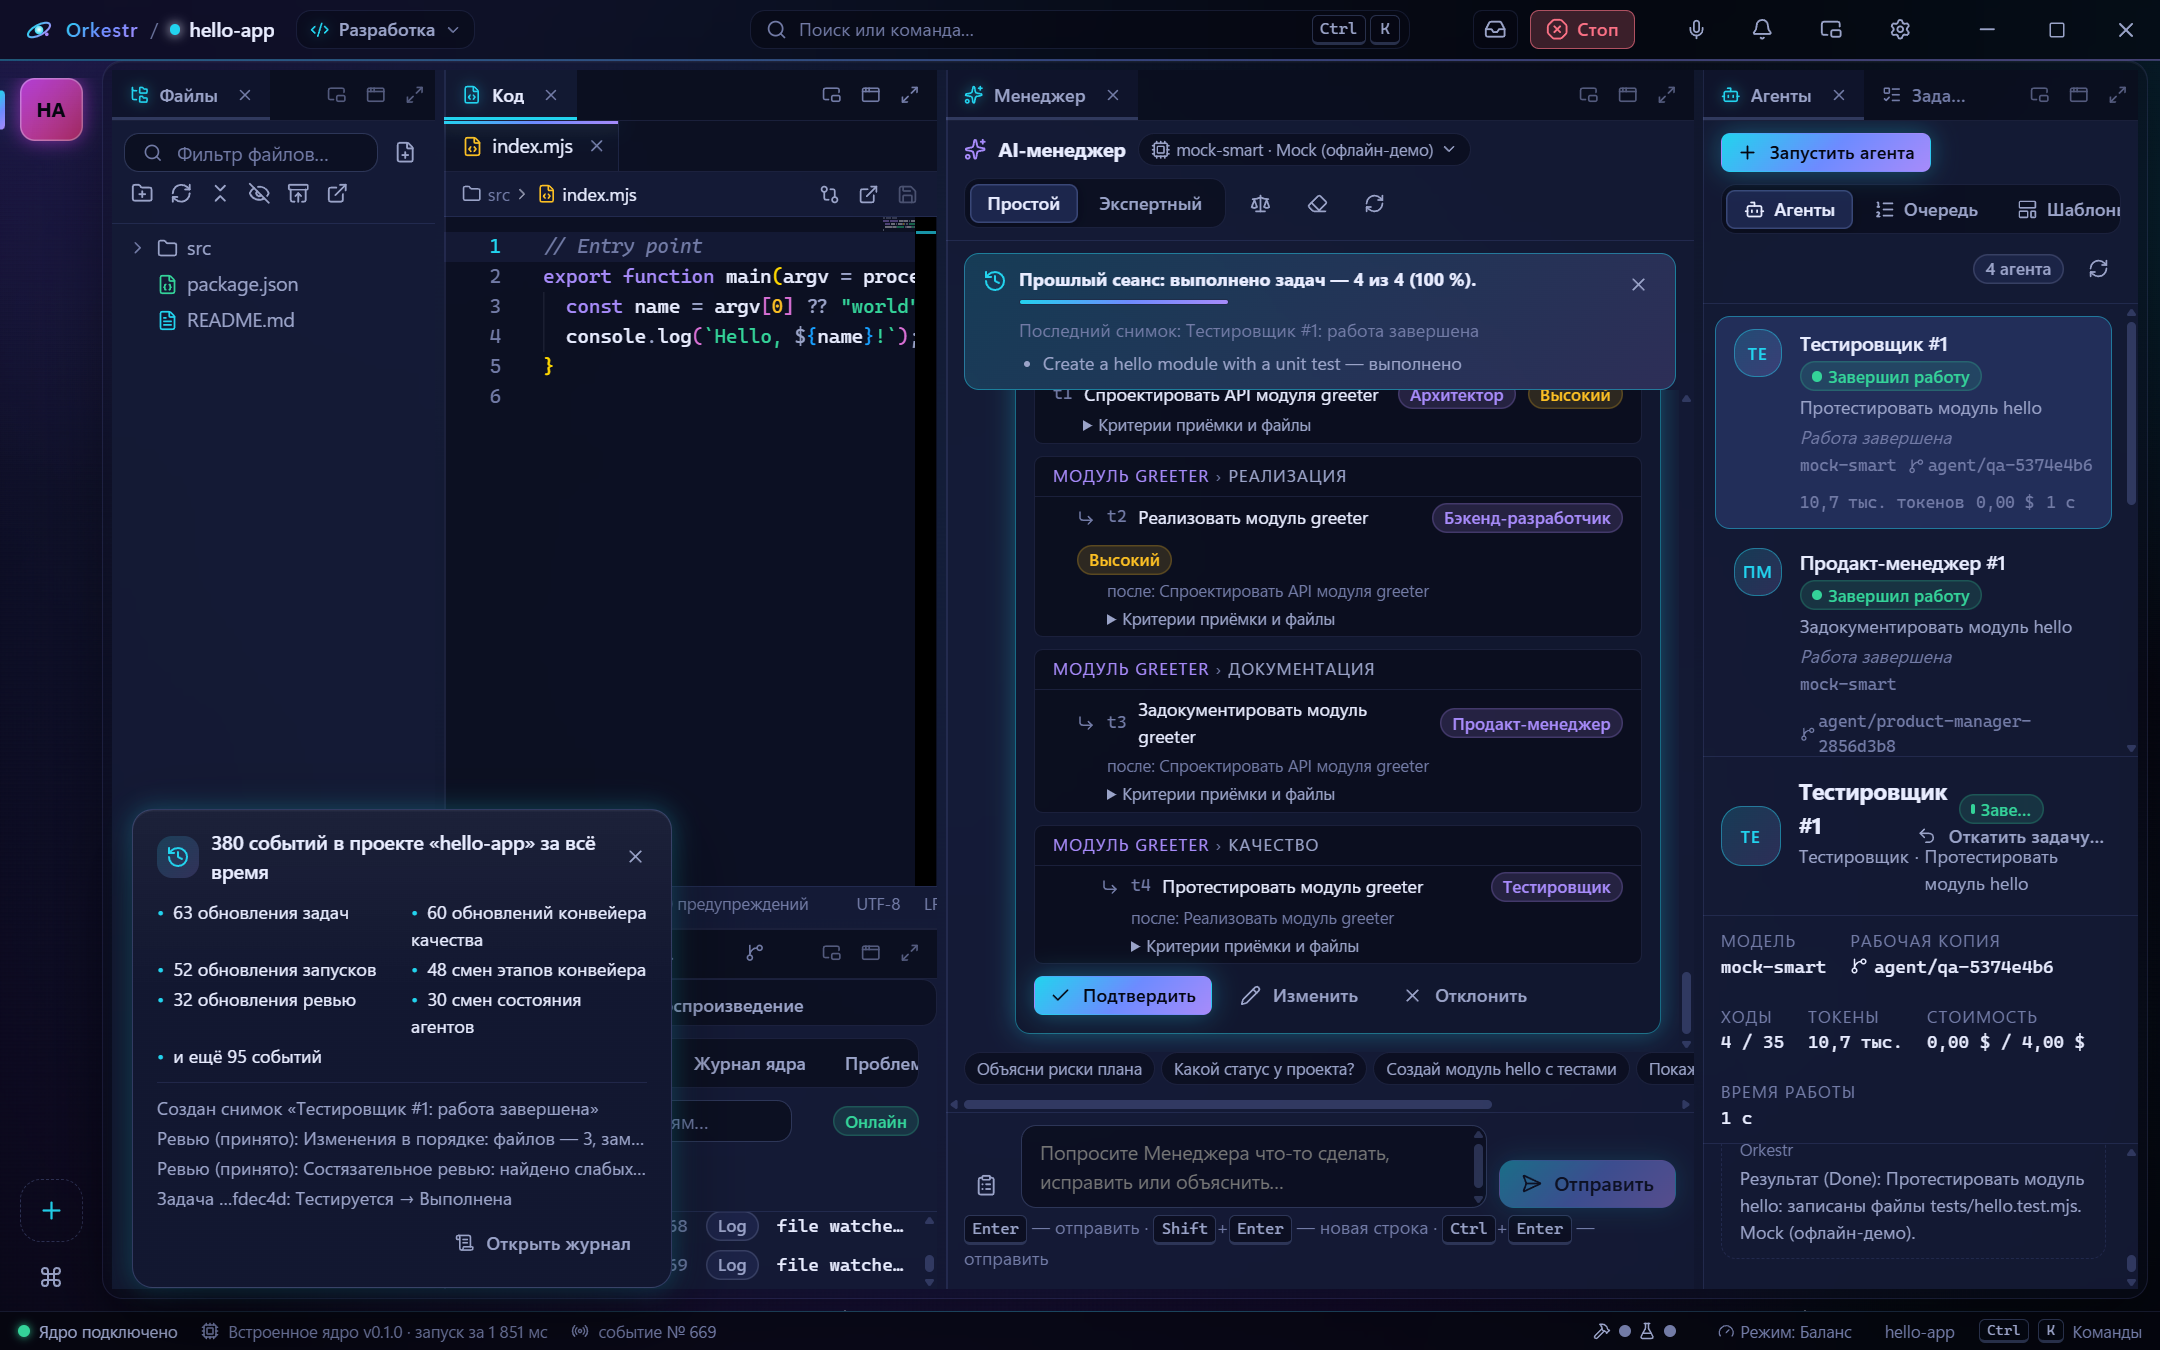 Orkestr / hello-app
Разработка
Поиск или команда...
Ctrl K
Стоп
HA
Файлы
Фильтр файлов...
src
package.json
README.md
Код
index.mjs
src > index.mjs
1 // Entry point
2 export function main(argv = proce
3 const name = argv[0] ?? "world"
4 console.log(`Hello, ${name}!`);
5 }
6
предупреждений UTF-8
спроизведение
Журнал ядра Проблем
ям... Онлайн
68 Log file watche...
69 Log file watche...
380 событий в проекте «hello-app» за всё
время
• 63 обновления задач
• 60 обновлений конвейера
качества
• 52 обновления запусков
• 48 смен этапов конвейера
• 32 обновления ревью
• 30 смен состояния
агентов
• и ещё 95 событий
Создан снимок «Тестировщик #1: работа завершена»
Ревью (принято): Изменения в порядке: файлов — 3, зам...
Ревью (принято): Состязательное ревью: найдено слабых...
Задача ...fdec4d: Тестируется → Выполнена
Открыть журнал
Менеджер
AI-менеджер
mock-smart · Mock (офлайн-демо)
Простой Экспертный
Прошлый сеанс: выполнено задач — 4 из 4 (100 %).
Последний снимок: Тестировщик #1: работа завершена
• Create a hello module with a unit test — выполнено
t1 Спроектировать API модуля greeter Архитектор Высокий
▶ Критерии приёмки и файлы
МОДУЛЬ GREETER › РЕАЛИЗАЦИЯ
t2 Реализовать модуль greeter Бэкенд-разработчик
Высокий
после: Спроектировать API модуля greeter
▶ Критерии приёмки и файлы
МОДУЛЬ GREETER › ДОКУМЕНТАЦИЯ
t3 Задокументировать модуль
greeter
Продакт-менеджер
после: Спроектировать API модуля greeter
▶ Критерии приёмки и файлы
МОДУЛЬ GREETER › КАЧЕСТВО
t4 Протестировать модуль greeter Тестировщик
после: Реализовать модуль greeter
▶ Критерии приёмки и файлы
Подтвердить Изменить Отклонить
Объясни риски плана Какой статус у проекта? Создай модуль hello с тестами Покаж
Попросите Менеджера что-то сделать,
исправить или объяснить...
Отправить
Enter — отправить · Shift + Enter — новая строка · Ctrl + Enter —
отправить
Агенты Зада...
+ Запустить агента
Агенты Очередь Шаблон
4 агента
ТЕ Тестировщик #1
Завершил работу
Протестировать модуль hello
Работа завершена
mock-smart agent/qa-5374e4b6
10,7 тыс. токенов 0,00 $ 1 с
ПМ Продакт-менеджер #1
Завершил работу
Задокументировать модуль hello
Работа завершена
mock-smart
agent/product-manager-
2856d3b8
ТЕ Тестировщик
#1
Заве...
Откатить задачу...
Тестировщик · Протестировать
модуль hello
МОДЕЛЬ РАБОЧАЯ КОПИЯ
mock-smart agent/qa-5374e4b6
ХОДЫ ТОКЕНЫ СТОИМОСТЬ
4 / 35 10,7 тыс. 0,00 $ / 4,00 $
ВРЕМЯ РАБОТЫ
1 с
Orkestr
Результат (Done): Протестировать модуль
hello: записаны файлы tests/hello.test.mjs.
Mock (офлайн-демо).
Ядро подключено Встроенное ядро v0.1.0 · запуск за 1 851 мс событие № 669
Режим: Баланс hello-app Ctrl K Команды